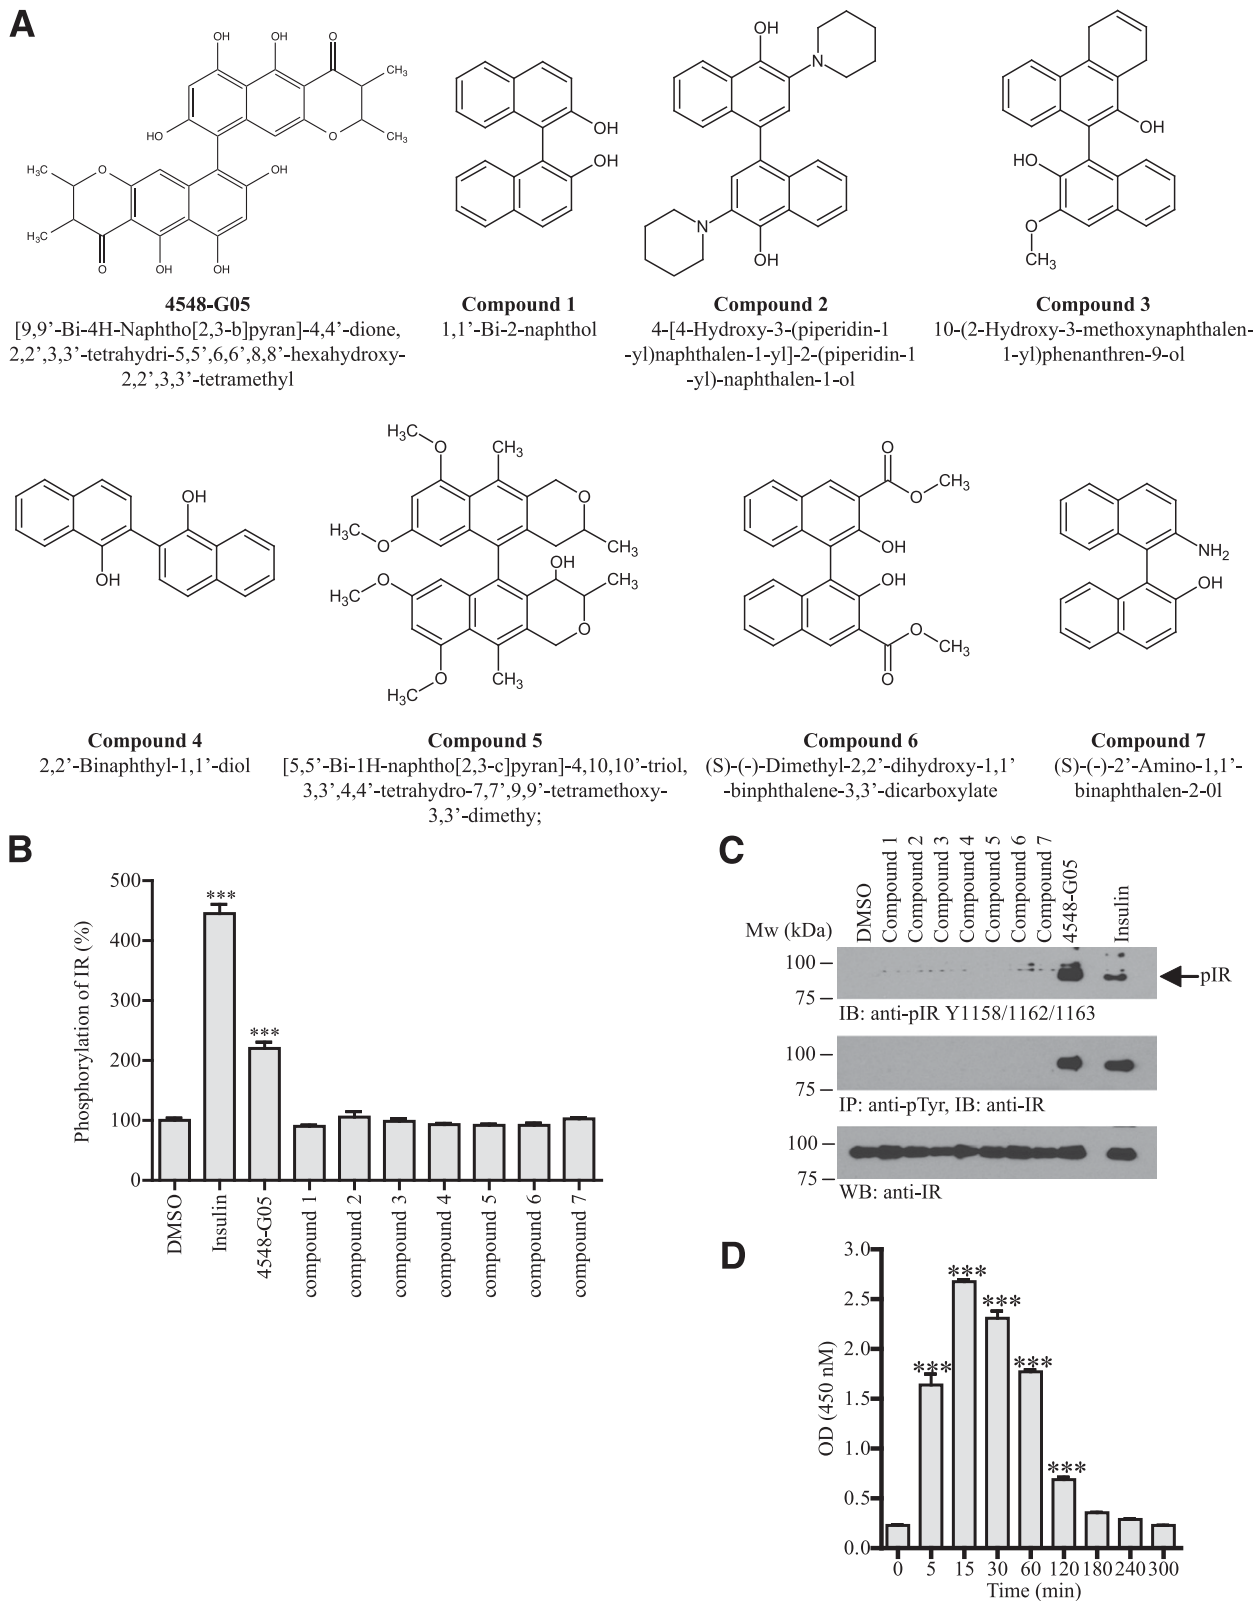 A
OH
OH
O
CH3
CH3
O
HO
H3C
O
OH
H3C
O
OH
OH
4548-G05
[9,9’-Bi-4H-Naphtho[2,3-b]pyran]-4,4’-dione,
2,2’,3,3’-tetrahydri-5,5’,6,6’,8,8’-hexahydroxy-
2,2’,3,3’-tetramethyl
OH
OH
Compound 1
1,1’-Bi-2-naphthol
OH
N
N
OH
Compound 2
4-[4-Hydroxy-3-(piperidin-1
-yl)naphthalen-1-yl]-2-(piperidin-1
-yl)-naphthalen-1-ol
OH
HO
O
CH3
Compound 3
10-(2-Hydroxy-3-methoxynaphthalen-
1-yl)phenanthren-9-ol
OH
OH
Compound 4
2,2’-Binaphthyl-1,1’-diol
H3C
O
CH3
O
H3C
O
CH3
OH
H3C
O
CH3
O
O
H3C
CH3
Compound 5
[5,5’-Bi-1H-naphtho[2,3-c]pyran]-4,10,10’-triol,
3,3’,4,4’-tetrahydro-7,7’,9,9’-tetramethoxy-
3,3’-dimethy;
O
O
CH3
OH
OH
O
CH3
O
Compound 6
(S)-(-)-Dimethyl-2,2’-dihydroxy-1,1’
-binphthalene-3,3’-dicarboxylate
NH2
OH
Compound 7
(S)-(-)-2’-Amino-1,1’-
binaphthalen-2-0l
B
Phosphorylation of IR (%)
500
400
300
200
100
0
***
***
DMSO
Insulin
4548-G05
compound 1
compound 2
compound 3
compound 4
compound 5
compound 6
compound 7
C
Mw (kDa)
DMSO
Compound 1
Compound 2
Compound 3
Compound 4
Compound 5
Compound 6
Compound 7
4548-G05
Insulin
100
75
pIR
IB: anti-pIR Y1158/1162/1163
100
75
IP: anti-pTyr, IB: anti-IR
100
75
WB: anti-IR
D
OD (450 nM)
3.0
2.5
2.0
1.5
1.0
0.5
0.0
***
***
***
***
***
0 5 15 30 60 120 180 240 300
Time (min)